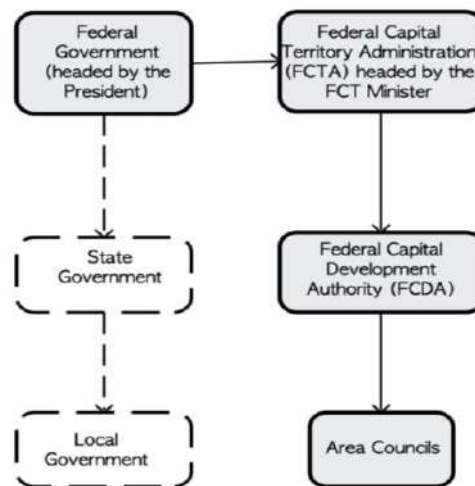 Federal
Government
(headed by the
President)
Federal Capital
Territory Administration
(FCTA) headed by the
FCT Minister
State
Government
Federal Capital
Development
Authority (FCDA)
Local
Government
Area Councils